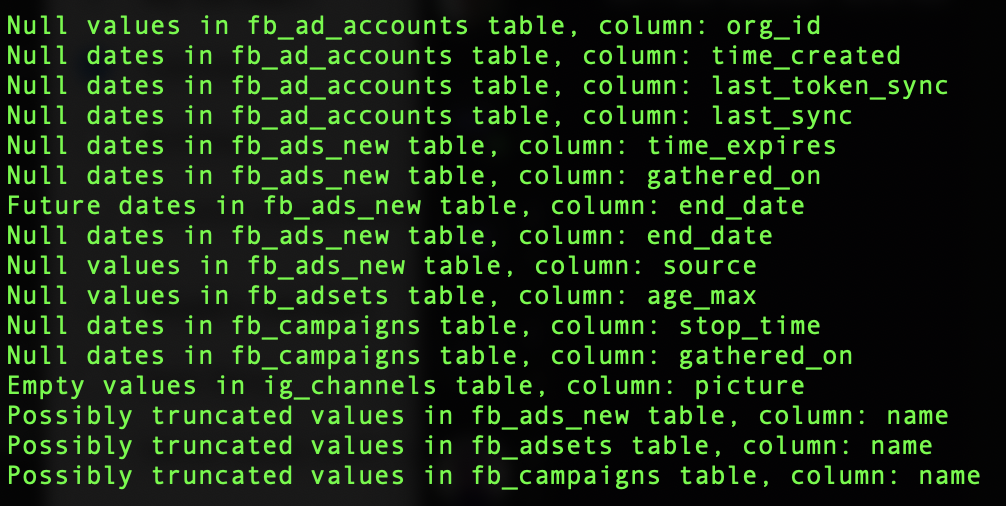 Null values in fb_ad_accounts table, column: org_id
Null dates in fb_ad_accounts table, column: time_created
Null dates in fb_ad_accounts table, column: last_token_sync
Null dates in fb_ad_accounts table, column: last_sync
Null dates in fb_ads_new table, column: time_expires
Null dates in fb_ads_new table, column: gathered_on
Future dates in fb_ads_new table, column: end_date
Null dates in fb_ads_new table, column: end_date
Null values in fb_ads_new table, column: source
Null values in fb_adsets table, column: age_max
Null dates in fb_campaigns table, column: stop_time
Null dates in fb_campaigns table, column: gathered_on
Empty values in ig_channels table, column: picture
Possibly truncated values in fb_ads_new table, column: name
Possibly truncated values in fb_adsets table, column: name
Possibly truncated values in fb_campaigns table, column: name